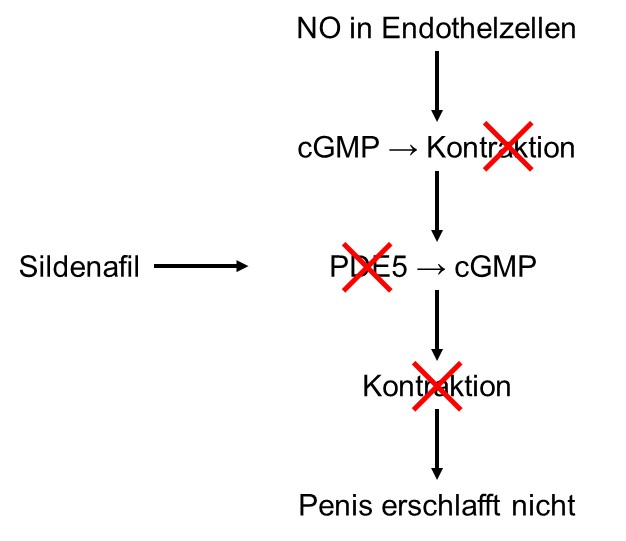 NO in Endothelzellen
cGMP → Kontraktion
Sildenafil
PDE5 → cGMP
Kontraktion
Penis erschlafft nicht